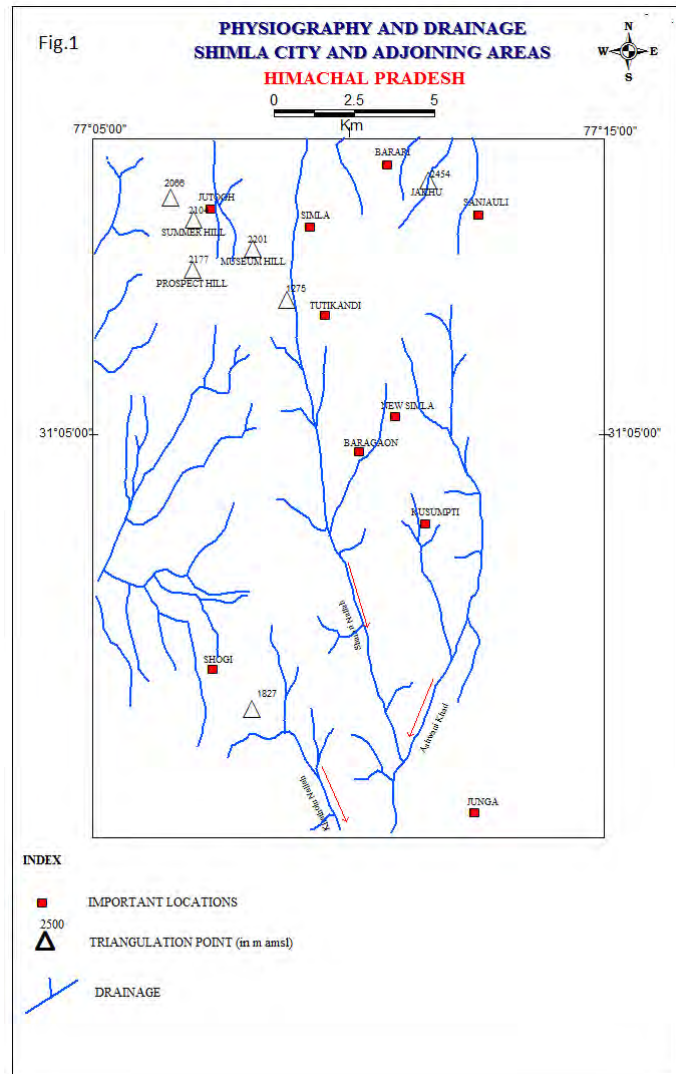 Fig.1
PHYSIOGRAPHY AND DRAINAGE
SHIMLA CITY AND ADJOINING AREAS
HIMACHAL PRADESH
N
W E
S
0 2.5 5
Km
77°05'00"
77°15'00"
BARARI
2066
2454
JUTOGH
JAKHU
2104
SANJAULI
SIMLA
SUMMER HILL
2201
MUSEUM HILL
2177
PROSPECT HILL
1275
TUTIKANDI
NEW SIMLA
31°05'00"
31°05'00"
BARAGAON
KUSUMPTI
Nallah
SHOGI
1827
Ashwani Khad
Nallah
JUNGA
INDEX
IMPORTANT LOCATIONS
2500
TRIANGULATION POINT (in m amsl)
DRAINAGE